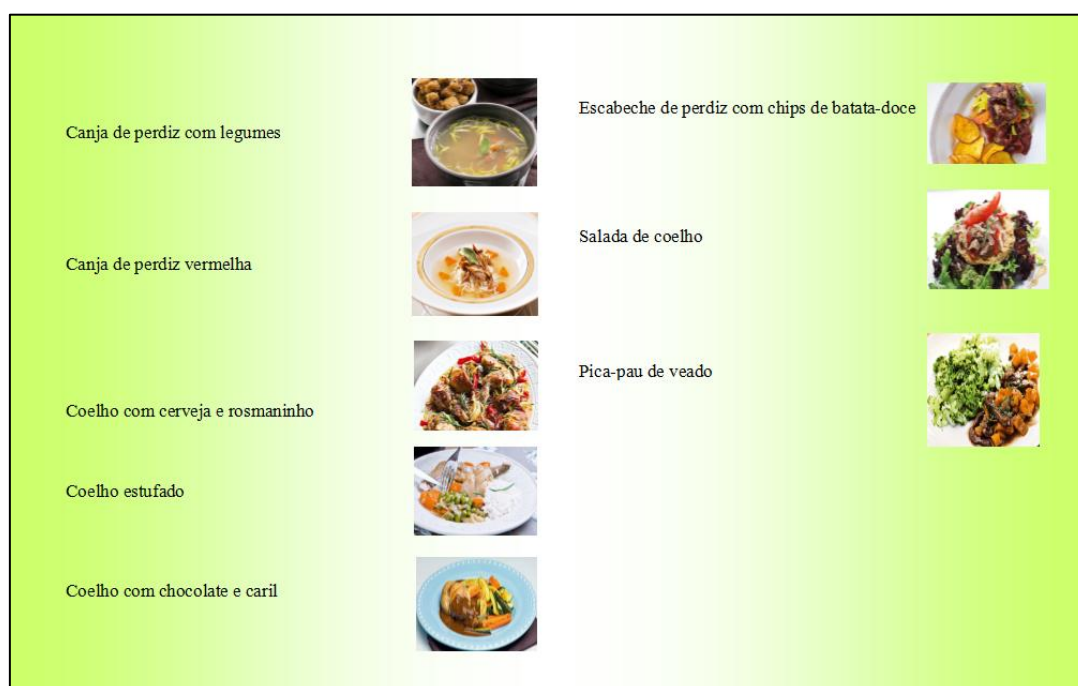 Canja de perdiz com legumes
Canja de perdiz vermelha
Coelho com cerveja e rosmaninho
Coelho estufado
Coelho com chocolate e caril
Escabeche de perdiz com chips de batata-doce
Salada de coelho
Pica-pau de veado